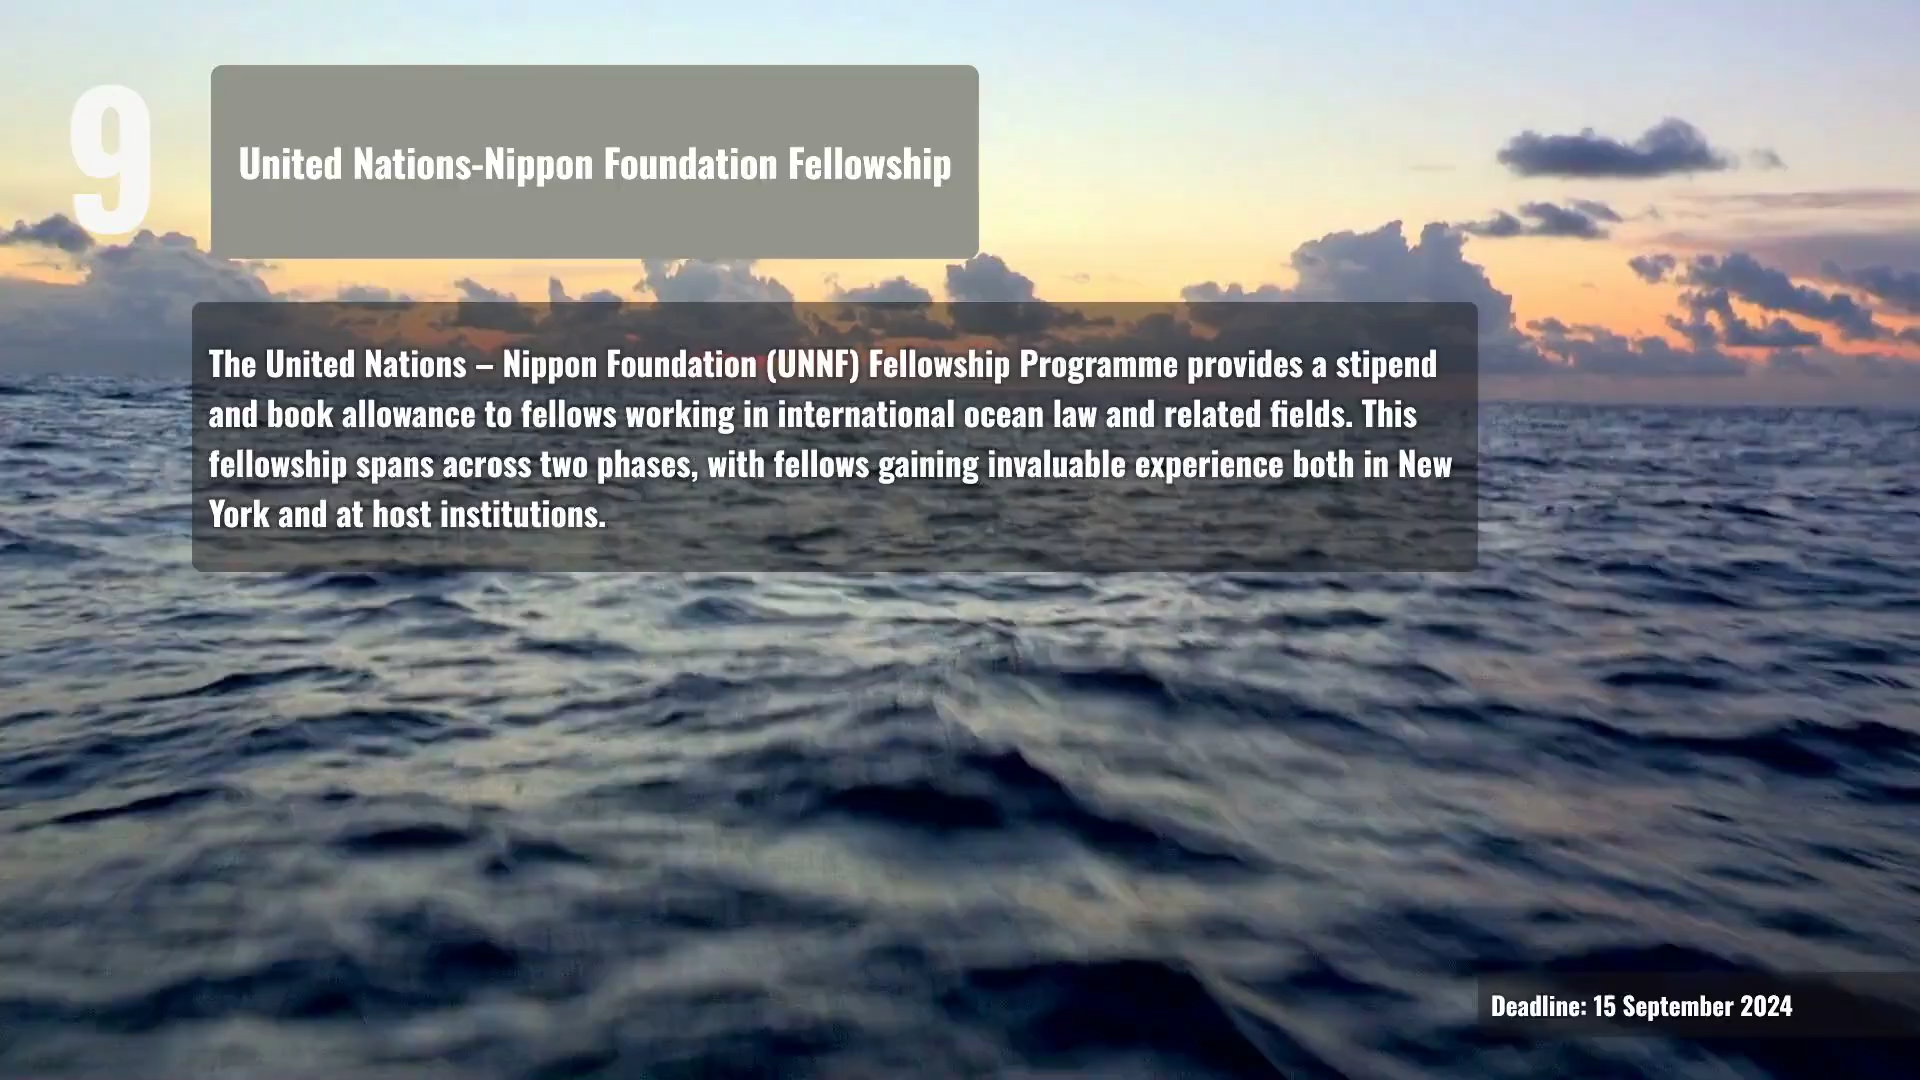 9
United Nations-Nippon Foundation Fellowship
The United Nations – Nippon Foundation (UNNF) Fellowship Programme provides a stipend
and book allowance to fellows working in international ocean law and related fields. This
fellowship spans across two phases, with fellows gaining invaluable experience both in New
York and at host institutions.
Deadline: 15 September 2024